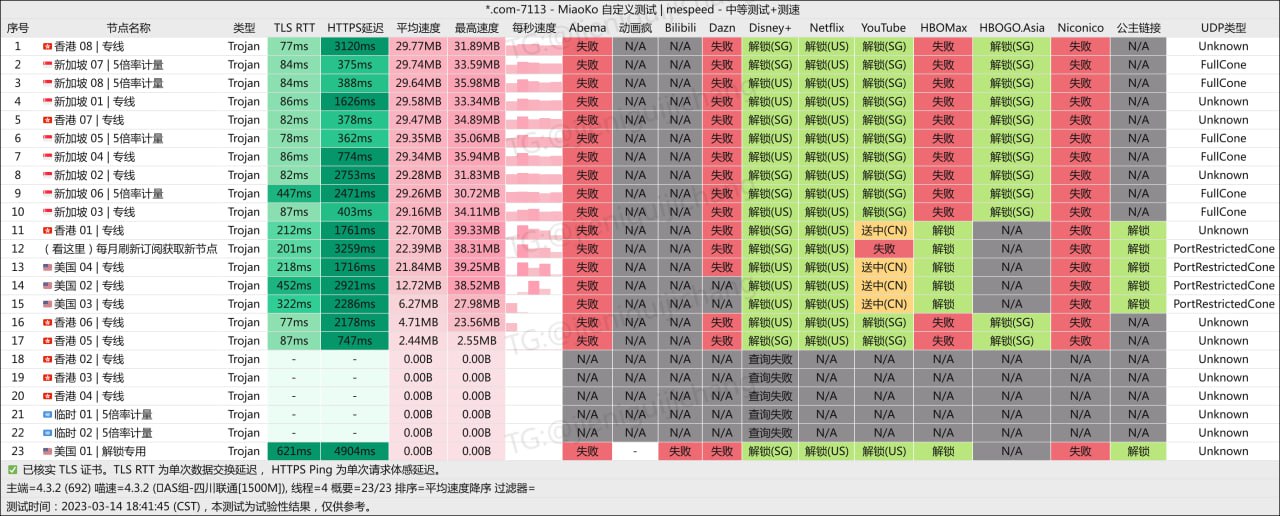 *.com-7113 - MiaoKo 自定义测试 | mespeed - 中等测试+测速
序号 节点名称 类型 TLS RTT HTTPS延迟 平均速度 最高速度 每秒速度 Abema 动画疯 Bilibili Dazn Disney+ Netflix YouTube HBOMax HBOGO.Asia Niconico 公主链接 UDP类型
1 香港 08 | 专线 Trojan 77ms 3120ms 29.77MB 31.89MB 失败 N/A N/A 失败 解锁(SG) 解锁(US) 解锁(SG) 失败 解锁(SG) 失败 N/A Unknown
2 新加坡 07 | 5倍率计量 Trojan 84ms 375ms 29.74MB 33.59MB 失败 N/A N/A 失败 解锁(SG) 解锁(US) 解锁(SG) 失败 解锁(SG) 失败 N/A FullCone
3 新加坡 08 | 5倍率计量 Trojan 84ms 388ms 29.64MB 35.98MB 失败 N/A N/A 失败 解锁(SG) 解锁(US) 解锁(SG) 失败 解锁(SG) 失败 N/A FullCone
4 新加坡 01 | 专线 Trojan 86ms 1626ms 29.58MB 33.34MB 失败 N/A N/A 失败 解锁(SG) 解锁(US) 解锁(SG) 失败 解锁(SG) 失败 N/A Unknown
5 香港 07 | 专线 Trojan 82ms 378ms 29.47MB 34.89MB 失败 N/A N/A 失败 解锁(SG) 解锁(US) 解锁(SG) 失败 解锁(SG) 失败 N/A Unknown
6 新加坡 05 | 5倍率计量 Trojan 78ms 362ms 29.35MB 35.06MB 失败 N/A N/A 失败 解锁(SG) 解锁(US) 解锁(SG) 失败 解锁(SG) 失败 N/A FullCone
7 新加坡 04 | 专线 Trojan 86ms 774ms 29.34MB 35.94MB 失败 N/A N/A 失败 解锁(SG) 解锁(US) 解锁(SG) 失败 解锁(SG) 失败 N/A FullCone
8 新加坡 02 | 专线 Trojan 82ms 2753ms 29.28MB 31.83MB 失败 N/A N/A 失败 解锁(SG) 解锁(US) 解锁(SG) 失败 解锁(SG) 失败 N/A Unknown
9 新加坡 06 | 5倍率计量 Trojan 447ms 2471ms 29.26MB 30.72MB 失败 N/A N/A 失败 解锁(SG) 解锁(US) 解锁(SG) 失败 解锁(SG) 失败 N/A FullCone
10 新加坡 03 | 专线 Trojan 87ms 403ms 29.16MB 34.11MB 失败 N/A N/A 失败 解锁(SG) 解锁(US) 解锁(SG) 失败 解锁(SG) 失败 N/A FullCone
11 香港 01 | 专线 Trojan 212ms 1761ms 22.70MB 39.33MB 失败 N/A N/A 失败 解锁(SG) 解锁(US) 送中(CN) 解锁 N/A 失败 解锁 Unknown
12 （看这里）每月刷新订阅获取新节点 Trojan 201ms 3259ms 22.39MB 38.31MB 失败 N/A N/A 失败 解锁(SG) 解锁(US) 失败 解锁 N/A 失败 解锁 PortRestrictedCone
13 美国 04 | 专线 Trojan 218ms 1716ms 21.84MB 39.25MB 失败 N/A N/A 失败 解锁(US) 解锁(US) 送中(CN) 解锁 N/A 失败 解锁 PortRestrictedCone
14 美国 02 | 专线 Trojan 452ms 2921ms 12.72MB 38.52MB 失败 N/A N/A 失败 解锁(US) 解锁(US) 送中(CN) 解锁 N/A 失败 解锁 PortRestrictedCone
15 美国 03 | 专线 Trojan 322ms 2286ms 6.27MB 27.98MB 失败 N/A N/A 失败 解锁(US) 解锁(US) 送中(CN) 解锁 N/A 失败 解锁 PortRestrictedCone
16 香港 06 | 专线 Trojan 77ms 2178ms 4.71MB 23.56MB 失败 N/A N/A 失败 解锁(US) 解锁(US) 解锁(SG) 失败 解锁(SG) 失败 N/A Unknown
17 香港 05 | 专线 Trojan 87ms 747ms 2.44MB 2.55MB 失败 N/A N/A 失败 解锁(US) 解锁(US) 解锁(SG) 失败 解锁(SG) 失败 N/A Unknown
18 香港 02 | 专线 Trojan - - 0.00B 0.00B N/A N/A N/A N/A 查询失败 N/A N/A N/A N/A N/A N/A Unknown
19 香港 03 | 专线 Trojan - - 0.00B 0.00B N/A N/A N/A N/A 查询失败 N/A N/A N/A N/A N/A N/A Unknown
20 香港 04 | 专线 Trojan - - 0.00B 0.00B N/A N/A N/A N/A 查询失败 N/A N/A N/A N/A N/A N/A Unknown
21 临时 01 | 5倍率计量 Trojan - - 0.00B 0.00B N/A N/A N/A N/A 查询失败 N/A N/A N/A N/A N/A N/A Unknown
22 临时 02 | 5倍率计量 Trojan - - 0.00B 0.00B N/A N/A N/A N/A 查询失败 N/A N/A N/A N/A N/A N/A Unknown
23 美国 01 | 解锁专用 Trojan 621ms 4904ms 0.00B 0.00B 失败 - 失败 失败 解锁(SG) 解锁(US) 解锁(US) 解锁 N/A 失败 解锁 Unknown
✅ 已核实 TLS 证书。TLS RTT 为单次数据交换延迟， HTTPS Ping 为单次请求体感延迟。
主端=4.3.2 (692) 喵速=4.3.2 (AS组-四川联通[1500M]), 线程=4 概要=23/23 排序=平均速度降序 过滤器=
测试时间：2023-03-14 18:41:45 (CST)，本测试为试验性结果，仅供参考。